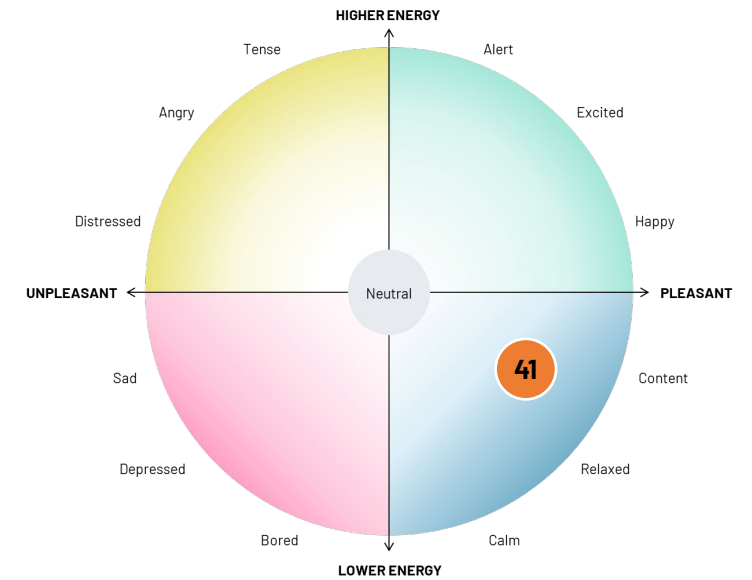 HIGHER ENERGY
Tense
Alert
Angry
Excited
Distressed
Happy
UNPLEASANT
Neutral
PLEASANT
41
Sad
Content
Depressed
Relaxed
Bored
Calm
LOWER ENERGY